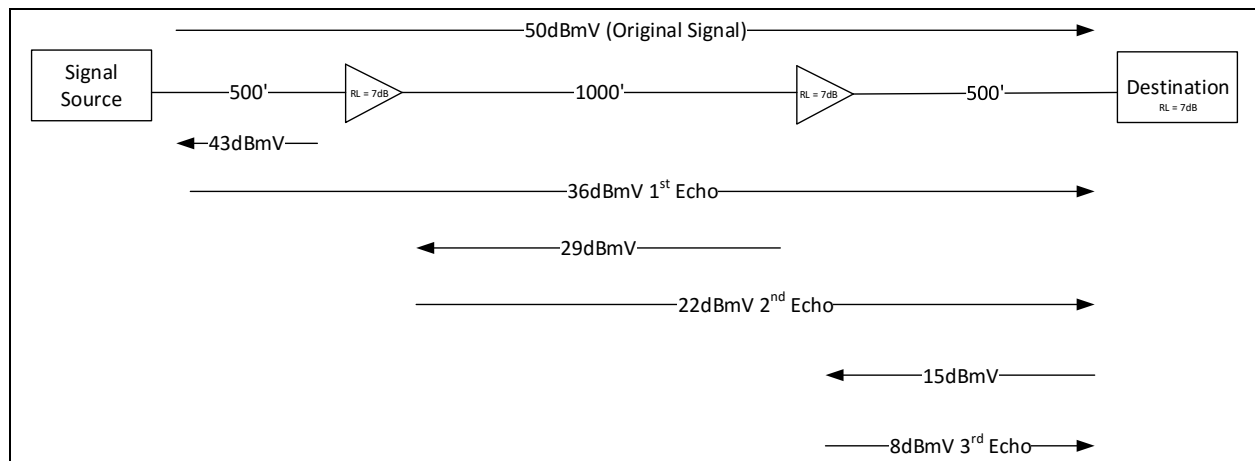 50dBmV (Original Signal)
Signal
Source
500'
RL = 7dB
1000'
RL = 7dB
500'
Destination
RL = 7dB
43dBmV
36dBmV 1st Echo
29dBmV
22dBmV 2nd Echo
15dBmV
8dBmV 3rd Echo